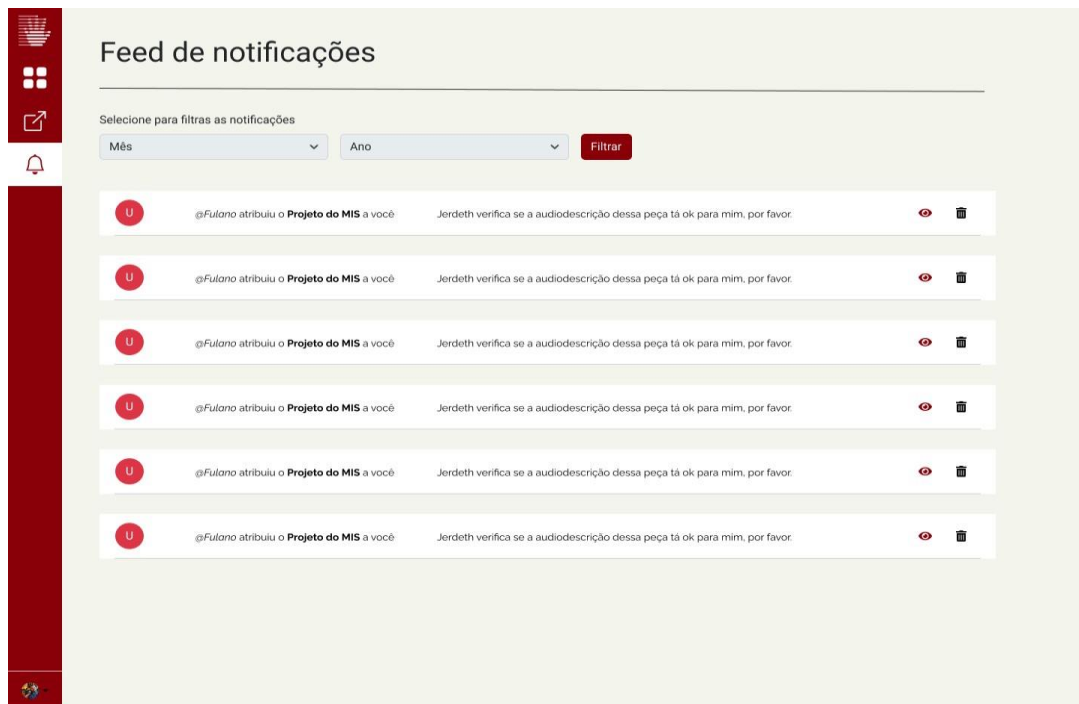 Feed de notificações
Selecione para filtras as notificações
Mês Ano Filtrar
U @Fulano atribuiu o Projeto do MIS a você Jerdeth verifica se a audiodescrição dessa peça tá ok para mim, por favor.
U @Fulano atribuiu o Projeto do MIS a você Jerdeth verifica se a audiodescrição dessa peça tá ok para mim, por favor.
U @Fulano atribuiu o Projeto do MIS a você Jerdeth verifica se a audiodescrição dessa peça tá ok para mim, por favor.
U @Fulano atribuiu o Projeto do MIS a você Jerdeth verifica se a audiodescrição dessa peça tá ok para mim, por favor.
U @Fulano atribuiu o Projeto do MIS a você Jerdeth verifica se a audiodescrição dessa peça tá ok para mim, por favor.
U @Fulano atribuiu o Projeto do MIS a você Jerdeth verifica se a audiodescrição dessa peça tá ok para mim, por favor.